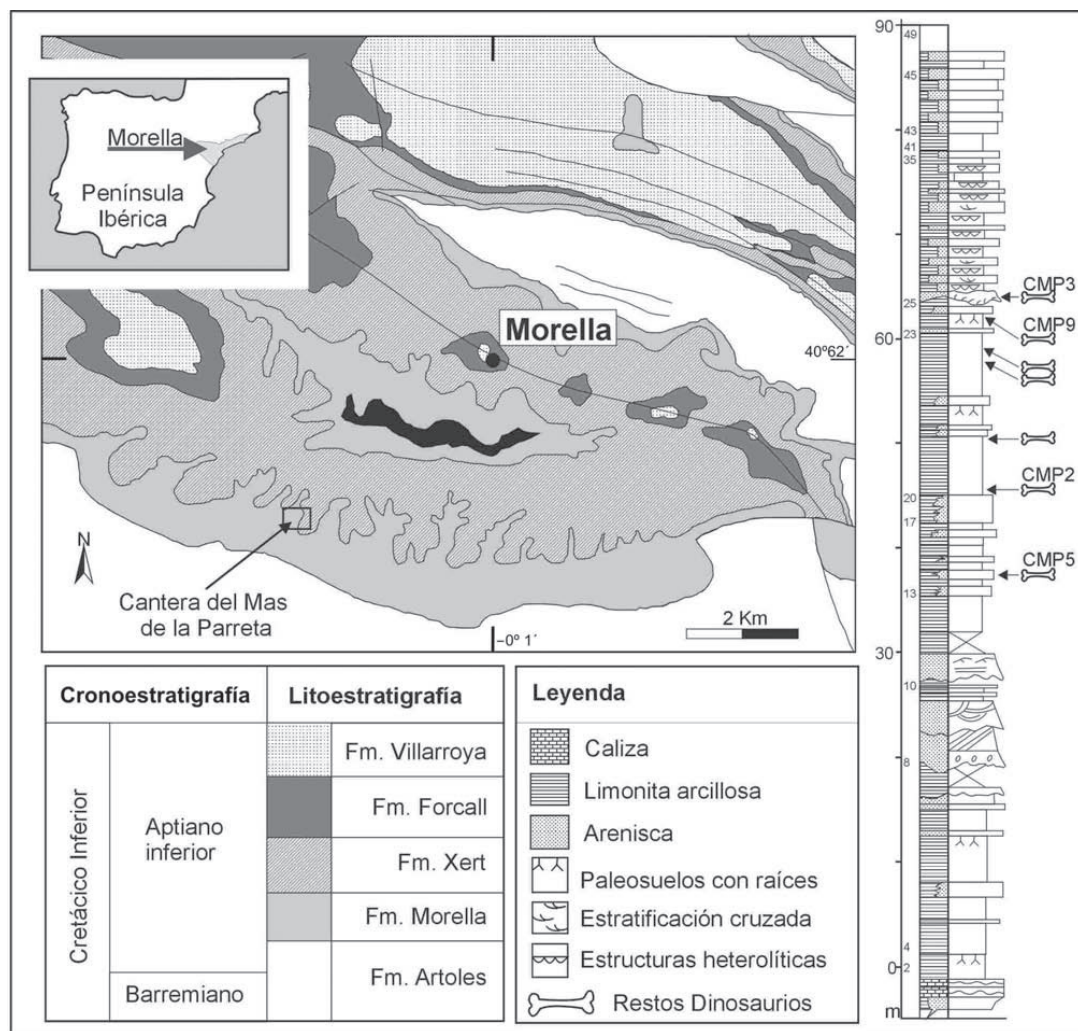 Morella
Península
Ibérica
Morella
40º62´
N
Cantera del Mas
de la Parreta
-0º 1´
2 Km
Cronoestratigrafía
Litoestratigrafía
Cretácico Inferior
Aptiano
inferior
Barremiano
Fm. Villarroya
Fm. Forcall
Fm. Xert
Fm. Morella
Fm. Artoles
Leyenda
Caliza
Limonita arcillosa
Arenisca
Paleosuelos con raíces
Estratificación cruzada
Estructuras heterolíticas
Restos Dinosaurios
90
49
45
43
41
35
CMP3
25
CMP9
23
60
CMP2
20
17
CMP5
13
30
10
8
4
0
2
m